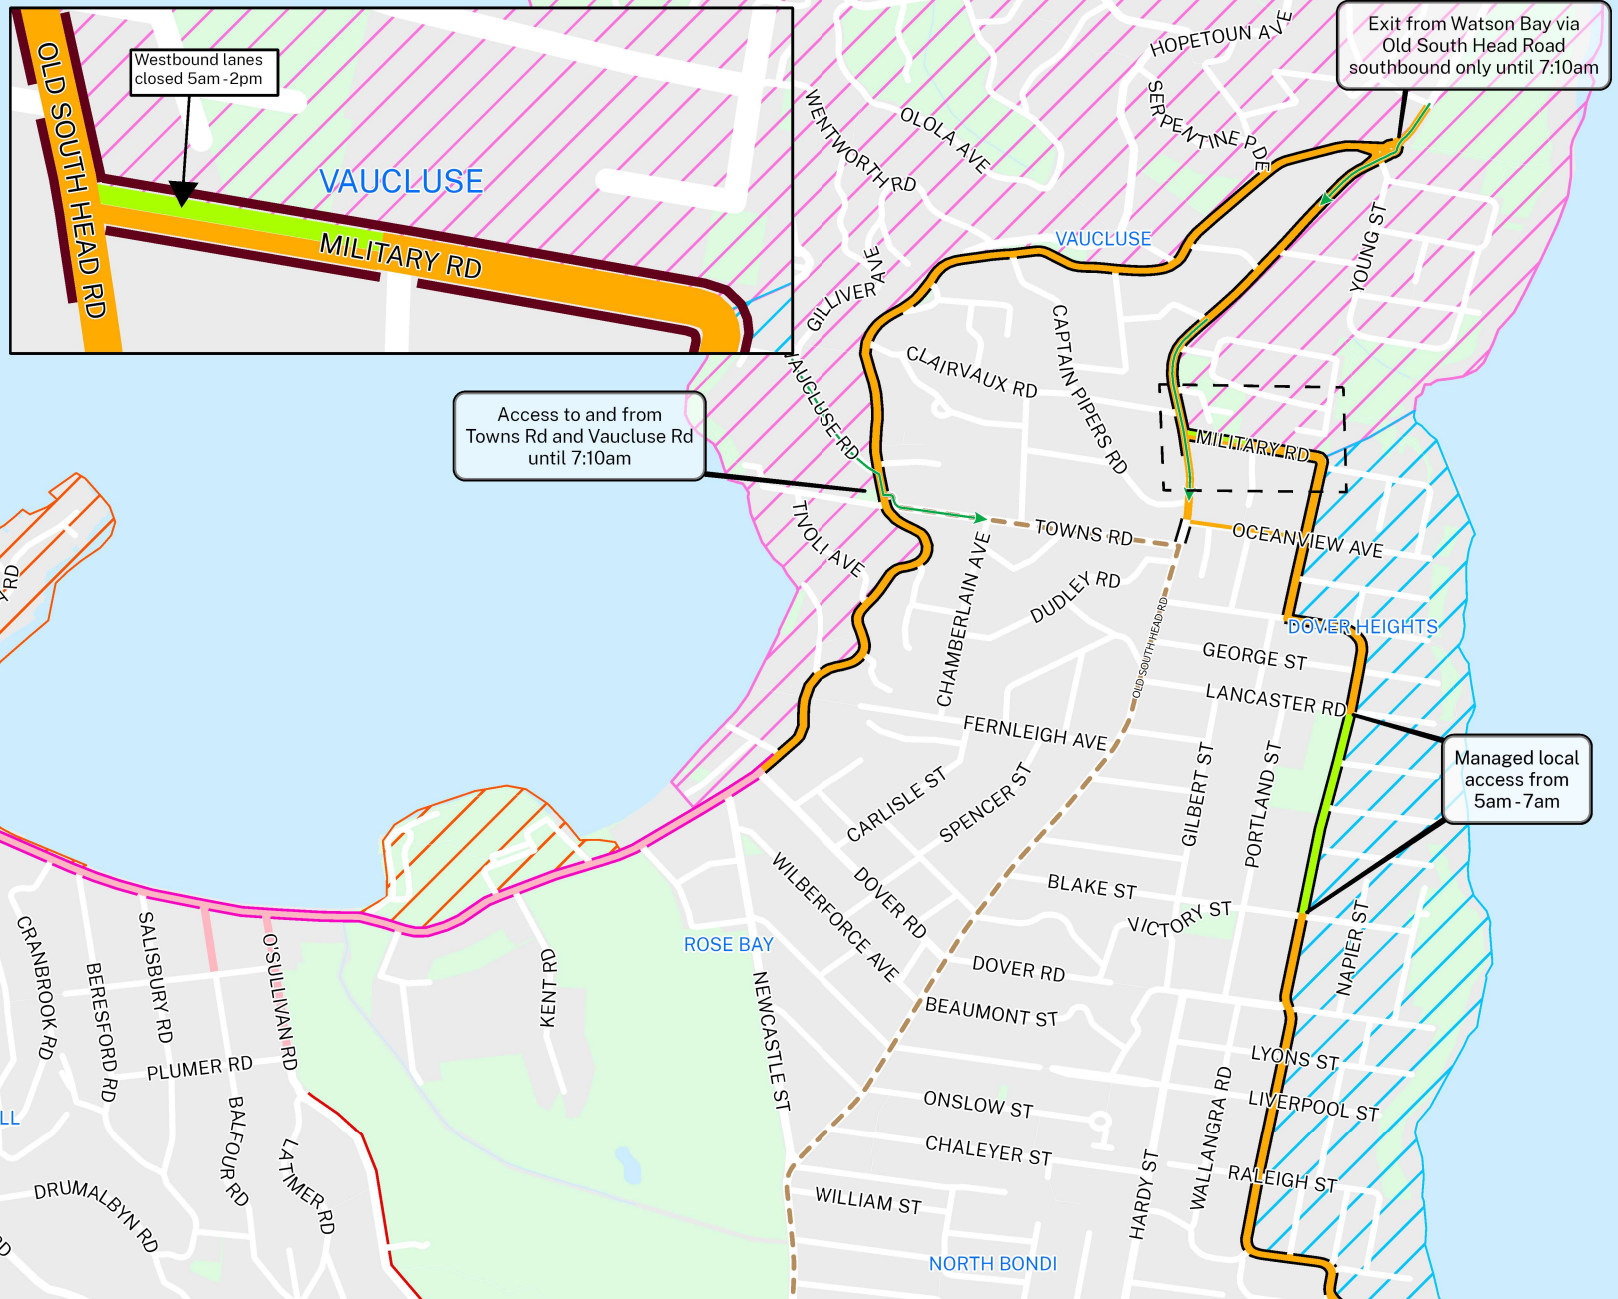 OLD SOUTH HEAD RD
Westbound lanes
closed 5am - 2pm
VAUCLUSE
MILITARY RD
Exit from Watson Bay via
Old South Head Road
southbound only until 7:10am
HOPETOUN AVE
SERPENTINE PDE
OLOLA AVE
WENTWORTH RD
VAUCLUSE
YOUNG ST
GILLIVER AVE
CAPTAIN PIPERS RD
CLAIRVAUX RD
VAUCLUSE RD
Access to and from
Towns Rd and Vaucluse Rd
until 7:10am
MILITARY RD
TIVOLI AVE
TOWNS RD
OCEANVIEW AVE
CHAMBERLAIN AVE
DUDLEY RD
OLD SOUTH HEAD RD
DOVER HEIGHTS
GEORGE ST
LANCASTER RD
FERNLEIGH AVE
GILBERT ST
PORTLAND ST
Managed local
access from
5am - 7am
CARLISLE ST
SPENCER ST
WILBERFORCE AVE
DOVER RD
BLAKE ST
VICTORY ST
NAPIER ST
ROSE BAY
CRANBROOK RD
BERESFORD RD
SALISBURY RD
O'SULLIVAN RD
KENT RD
NEWCASTLE ST
DOVER RD
BEAUMONT ST
LYONS ST
PLUMER RD
LIVERPOOL ST
ONSLOW ST
WALLANGRA RD
BALFOUR RD
LATIMER RD
CHALEYER ST
HARDY ST
RALEIGH ST
DRUMALBYN RD
WILLIAM ST
NORTH BONDI
LL
RD